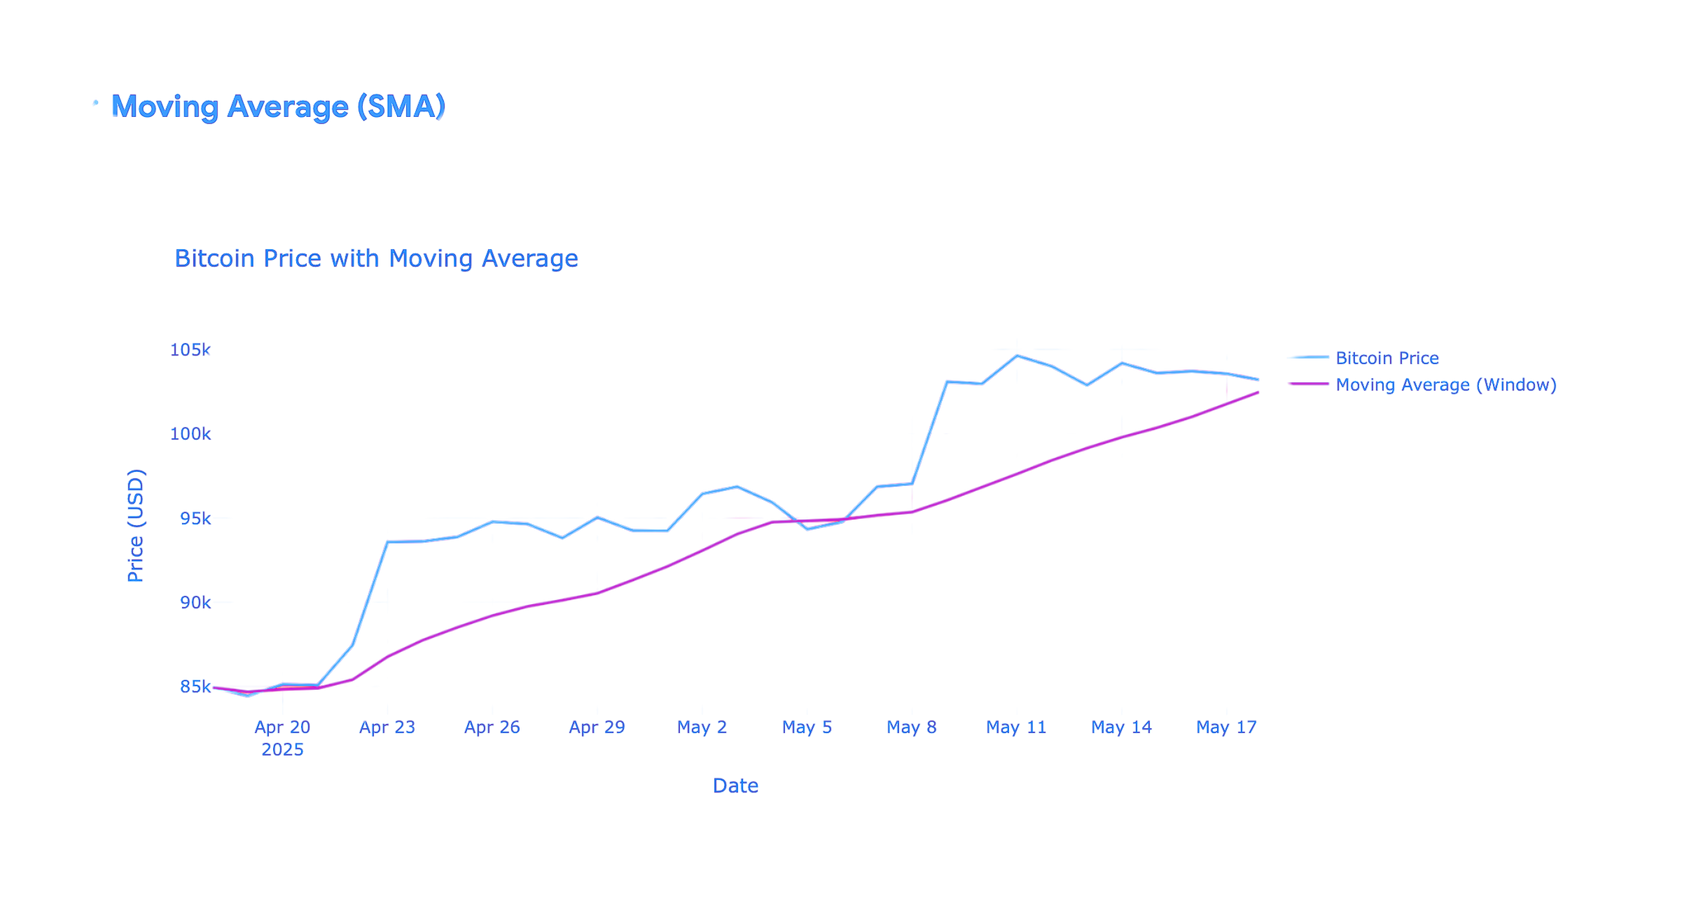 Moving Average (SMA)
Bitcoin Price with Moving Average
105k
100k
95k
90k
85k
Price (USD)
Apr 20
2025
Apr 23
Apr 26
Apr 29
May 2
May 5
May 8
May 11
May 14
May 17
Date
Bitcoin Price
Moving Average (Window)